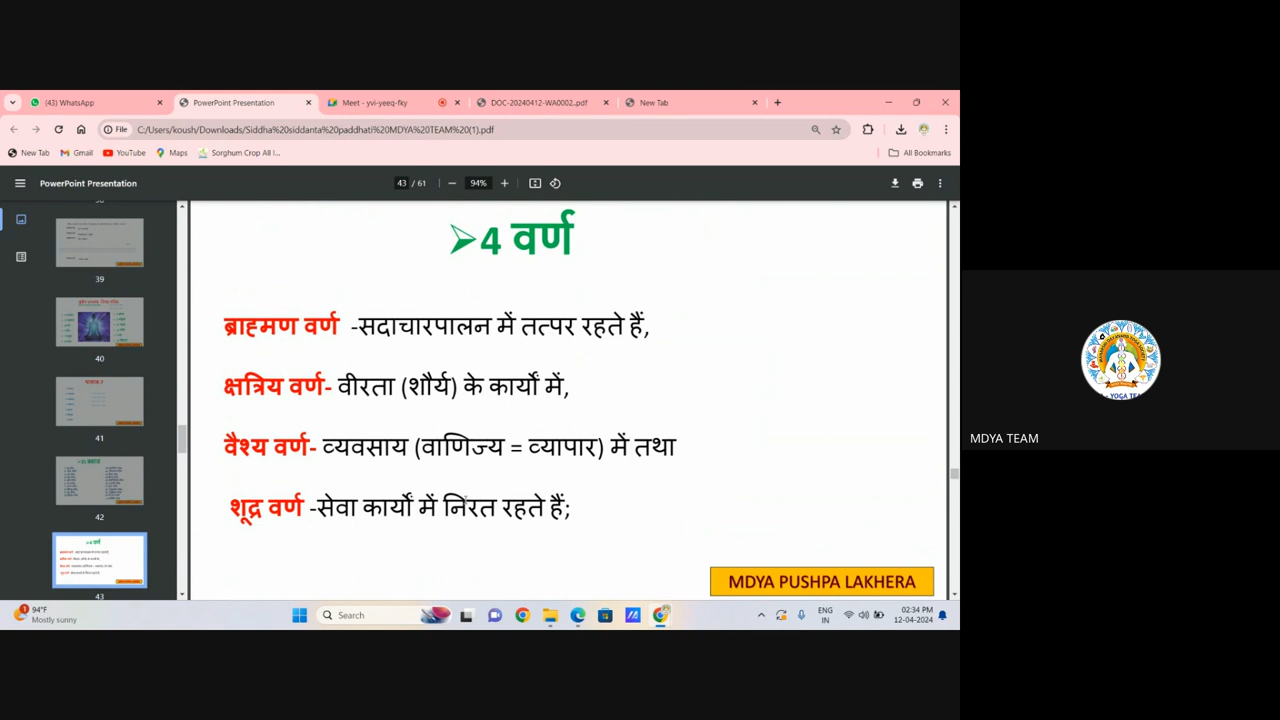 (43) WhatsApp
PowerPoint Presentation
Meet - yvi-yeeq-fky
DOC-20240412-WA0002..pdf
New Tab
File C:/Users/koush/Downloads/Siddha%20siddanta%20paddhati%20MDYA%20TEAM%20(1).pdf
New Tab Gmail YouTube Maps Sorghum Crop All I... All Bookmarks
PowerPoint Presentation 43 / 61 94%
39
40
41
42
43
➢4 वर्ण
ब्राह्मण वर्ण -सदाचारपालन में तत्पर रहते हैं,
क्षत्रिय वर्ण- वीरता (शौर्य) के कार्यों में,
वैश्य वर्ण- व्यवसाय (वाणिज्य = व्यापार) में तथा
शूद्र वर्ण -सेवा कार्यों में निरत रहते हैं;
MDYA PUSHPA LAKHERA
MDYA TEAM
94°F
Mostly sunny
Search
ENG
IN
02:34 PM
12-04-2024